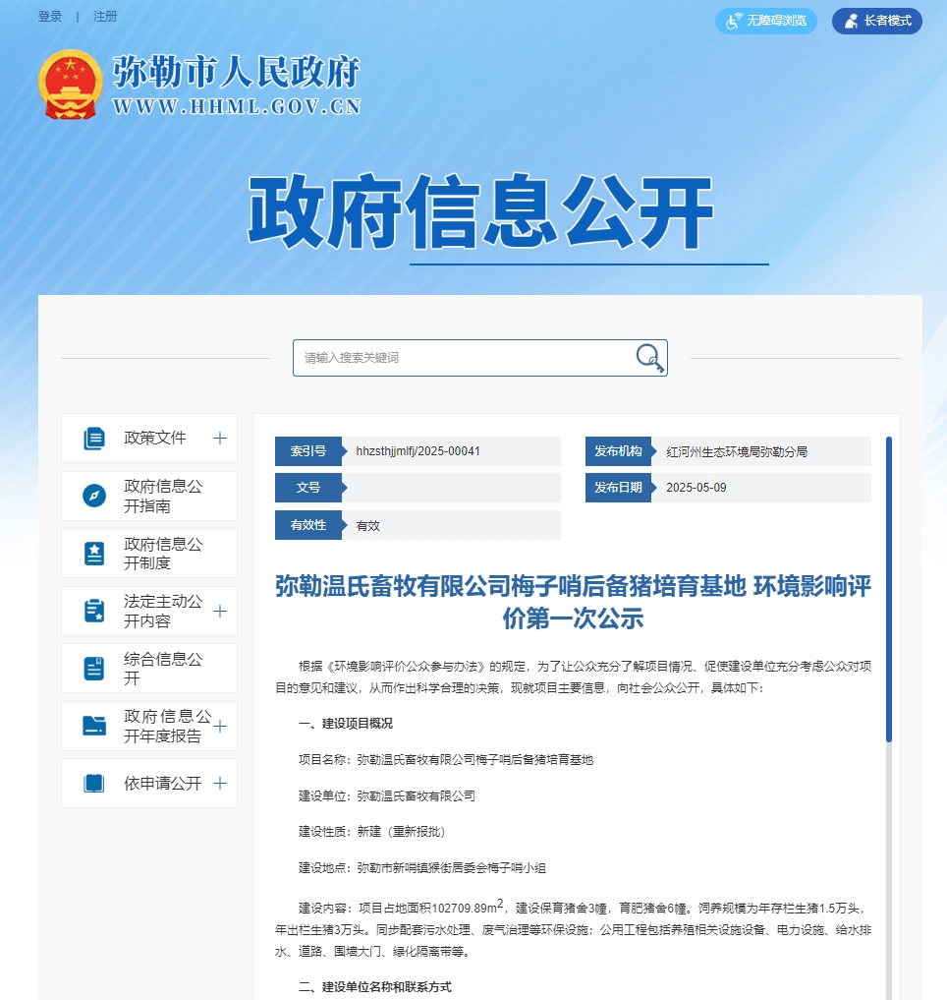 登录 | 注册
无障碍浏览
长者模式
弥勒市人民政府
WWW.HHML.GOV.CN
政府信息公开
请输入搜索关键词
政策文件
政府信息公
开指南
政府信息公
开制度
法定主动公
开内容
综合信息公
开
政府信息公
开年度报告
依申请公开
索引号 hhzsthjjmlfj/2025-00041
发布机构 红河州生态环境局弥勒分局
文号
发布日期 2025-05-09
有效性 有效
弥勒温氏畜牧有限公司梅子哨后备猪培育基地 环境影响评
价第一次公示
根据《环境影响评价公众参与办法》的规定，为了让公众充分了解项目情况、促使建设单位充分考虑公众对项
目的意见和建议，从而作出科学合理的决策，现就项目主要信息，向社会公众公开，具体如下：
一、建设项目概况
项目名称：弥勒温氏畜牧有限公司梅子哨后备猪培育基地
建设单位：弥勒温氏畜牧有限公司
建设性质：新建（重新报批）
建设地点：弥勒市新哨镇猴街居委会梅子哨小组
建设内容：项目占地面积102709.89m²，建设保育猪舍3幢，育肥猪舍6幢。饲养规模为年存栏生猪1.5万头，
年出栏生猪3万头。同步配套污水处理、废气治理等环保设施；公用工程包括养殖相关设施设备、电力设施、给水排
水、道路、围墙大门、绿化隔离带等。
二、建设单位名称和联系方式